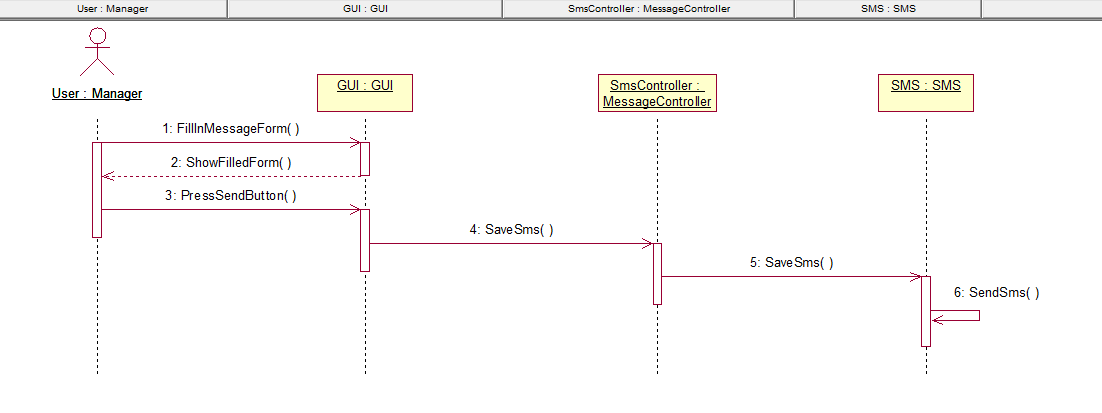 User : Manager
GUI : GUI
SmsController : MessageController
SMS : SMS
User : Manager
GUI : GUI
SmsController :
MessageController
SMS : SMS
1: FillInMessageForm( )
2: ShowFilledForm( )
3: PressSendButton( )
4: SaveSms( )
5: SaveSms( )
6: SendSms( )